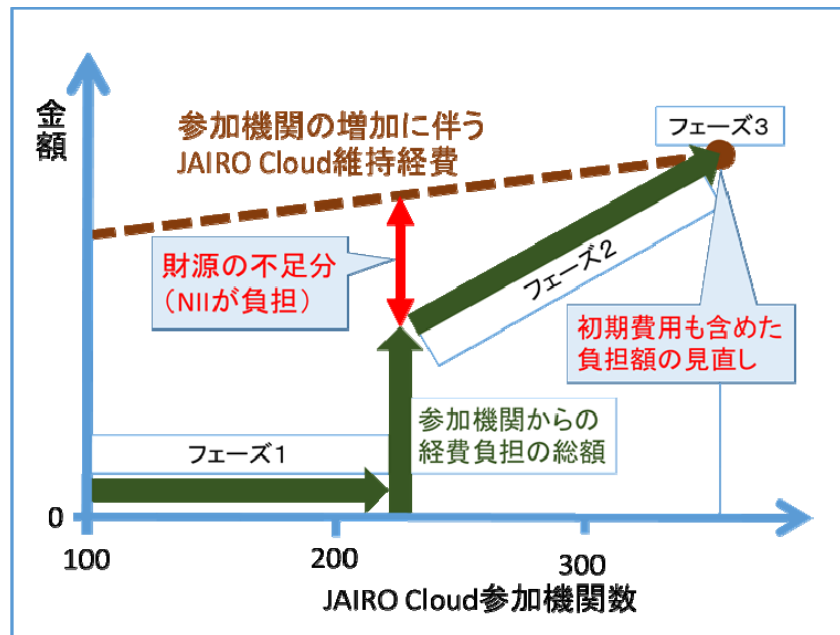 金額
参加機関の増加に伴う
JAIRO Cloud維持経費
フェーズ3
財源の不足分
(NIIが負担)
フェーズ2
初期費用も含めた
負担額の見直し
参加機関からの
経費負担の総額
フェーズ1
0
100
200
300
JAIRO Cloud参加機関数